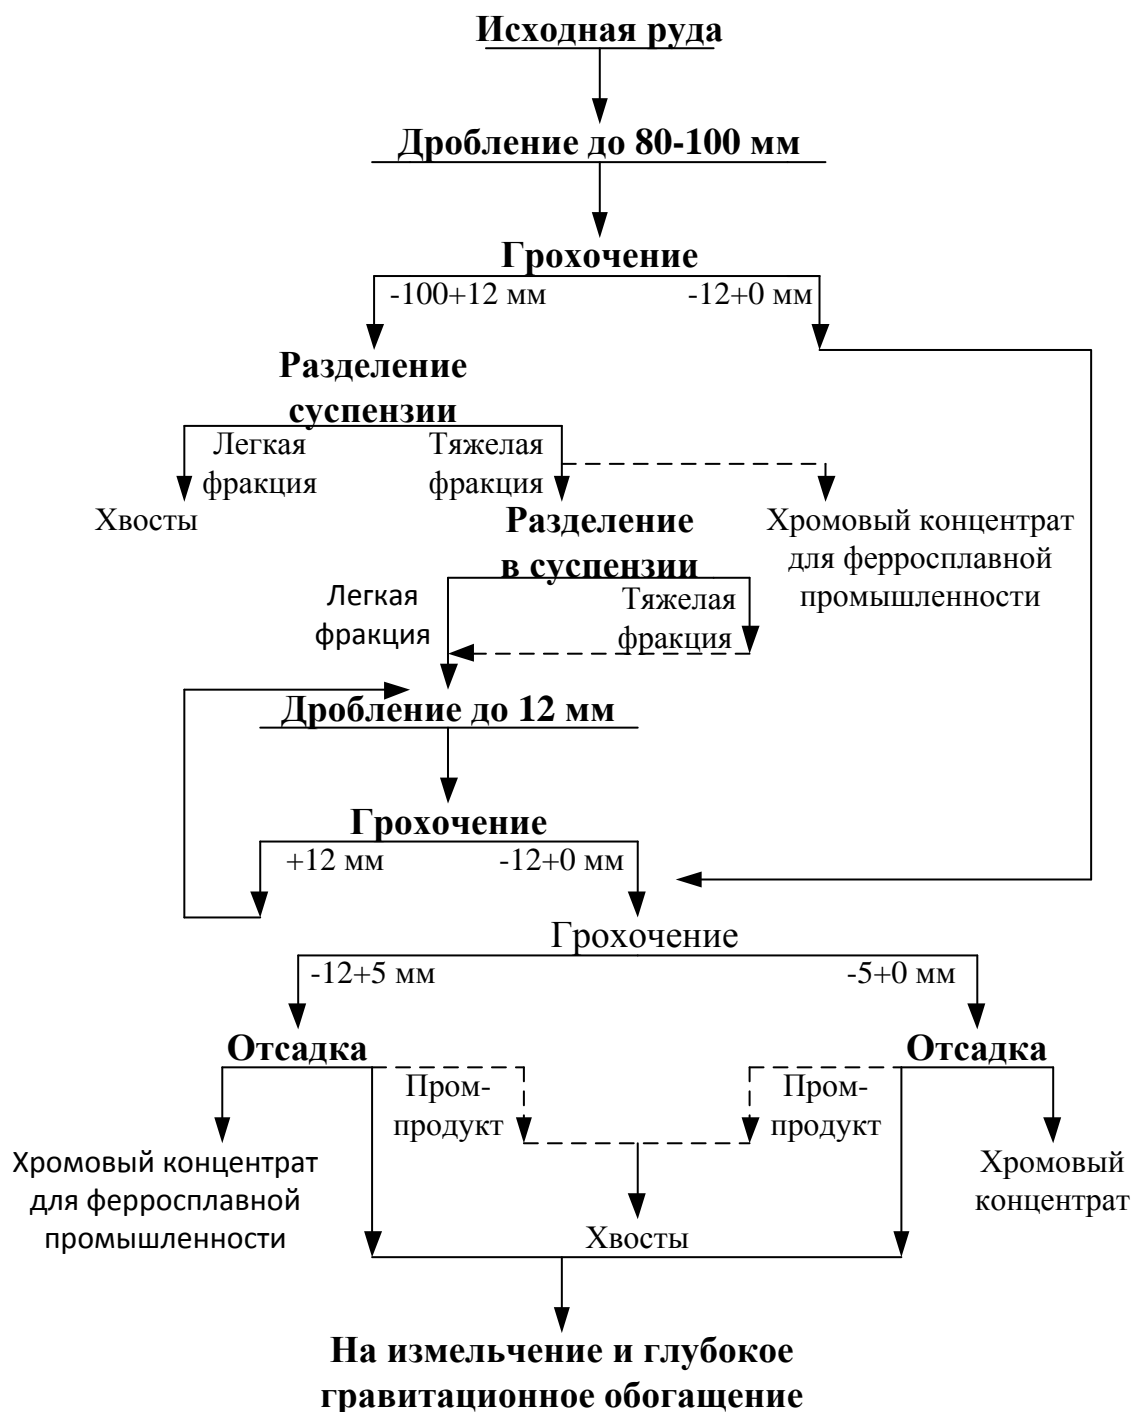 Исходная руда
Дробление до 80-100 мм
Грохочение
-100+12 мм
-12+0 мм
Разделение
суспензии
Легкая
фракция
Тяжелая
фракция
Хвосты
Разделение
в суспензии
Хромовый концентрат
для ферросплавной
промышленности
Легкая
фракция
Тяжелая
фракция
Дробление до 12 мм
Грохочение
+12 мм
-12+0 мм
Грохочение
-12+5 мм
-5+0 мм
Отсадка
Отсадка
Пром-
продукт
Пром-
продукт
Хромовый концентрат
для ферросплавной
промышленности
Хромовый
концентрат
Хвосты
На измельчение и глубокое
гравитационное обогащение